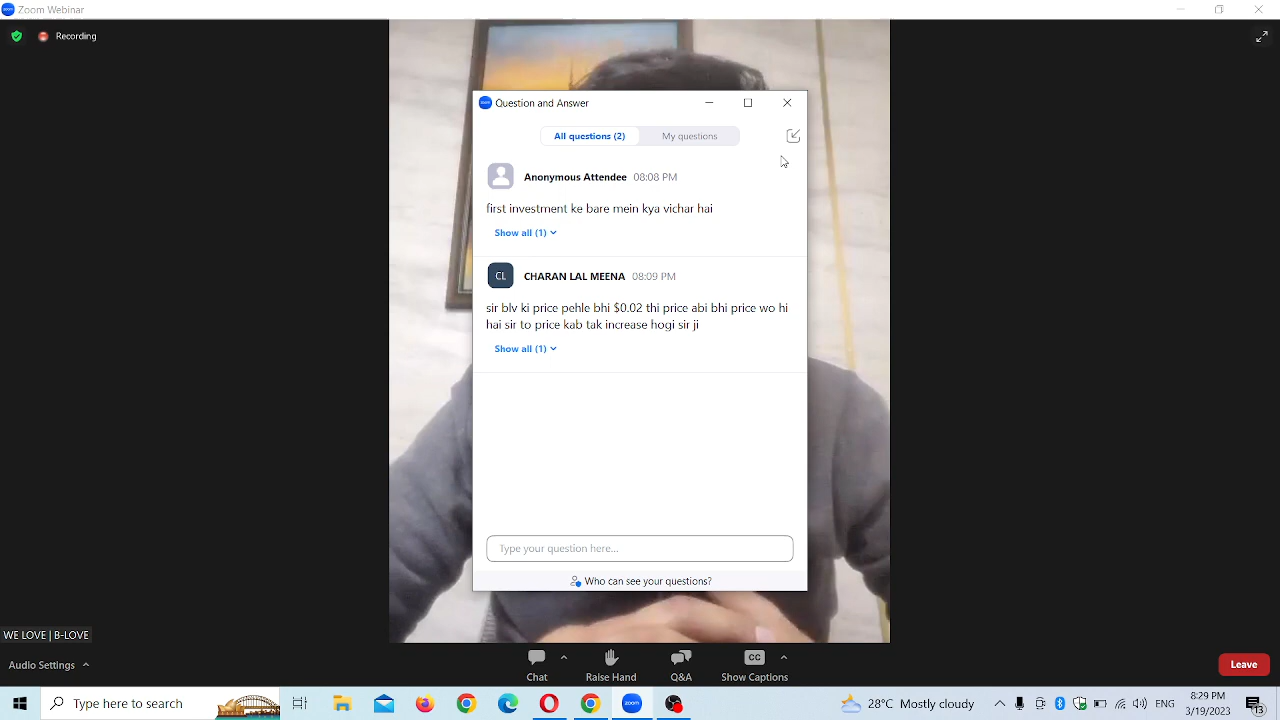 Zoom Webinar
Recording
Question and Answer
All questions (2)
My questions
Anonymous Attendee 08:08 PM
first investment ke bare mein kya vichar hai
Show all (1)
CL
CHARAN LAL MEENA 08:09 PM
sir blv ki price pehle bhi $0.02 thi price abi bhi price wo hi
hai sir to price kab tak increase hogi sir ji
Show all (1)
Type your question here...
Who can see your questions?
WE LOVE | B-LOVE
Audio Settings
Chat
Raise Hand
CC
Q&A
Show Captions
Leave
Type here to search
zoom
28°C Mostly cloudy
ENG
8:29 PM
3/19/2023
13